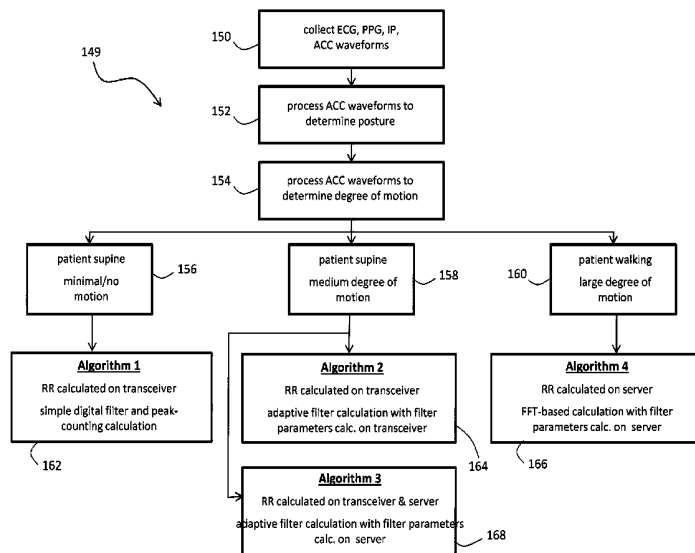 149
150
collect ECG, PPG, IP,
ACC waveforms
152
process ACC waveforms to
determine posture
154
process ACC waveforms to
determine degree of motion
patient supine
minimal/no
motion
156
patient supine
medium degree of
motion
158
160
patient walking
large degree of
motion
Algorithm 1
RR calculated on transceiver
simple digital filter and peak-
counting calculation
162
Algorithm 2
RR calculated on transceiver
adaptive filter calculation with filter
parameters calc. on transceiver
164
Algorithm 4
RR calculated on server
FFT-based calculation with filter
parameters calc. on server
166
Algorithm 3
RR calculated on transceiver & server
adaptive filter calculation with filter parameters
calc. on server
168